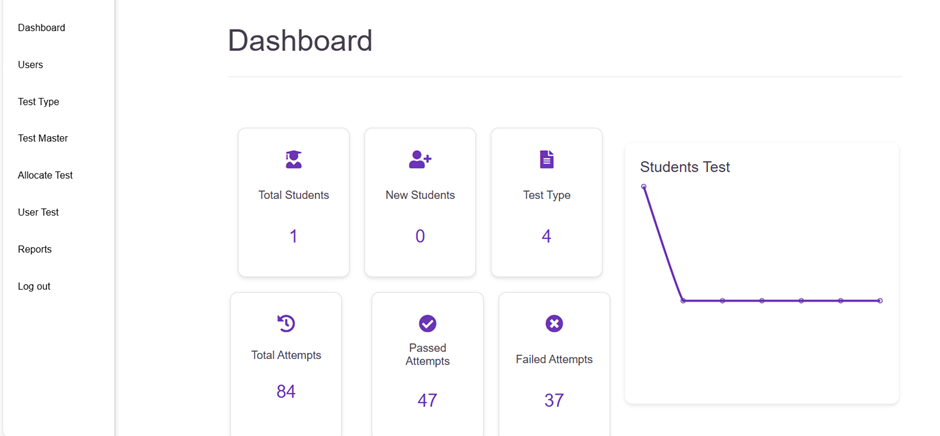 Dashboard
Users
Test Type
Test Master
Allocate Test
User Test
Reports
Log out
Dashboard
Total Students
1
New Students
0
Test Type
4
Total Attempts
84
Passed
Attempts
47
Failed Attempts
37
Students Test